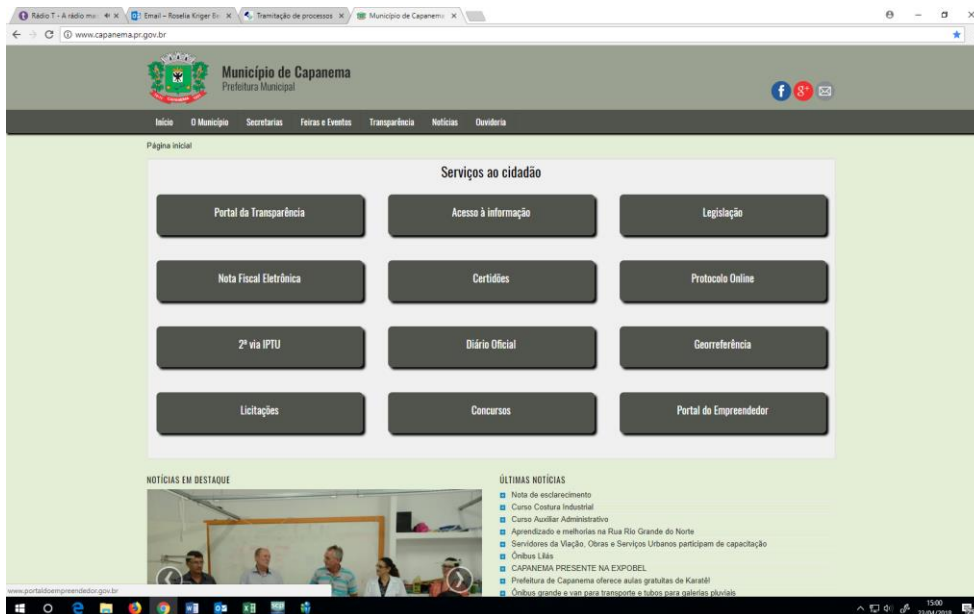 Rádio T - A rádio ma
Email – Roselia Kriger Be
Tramitação de processos
Município de Capanema
www.capanema.pr.gov.br
Município de Capanema
Prefeitura Municipal
Início O Município Secretarias Feiras e Eventos Transparência Notícias Ouvidoria
Página inicial
Serviços ao cidadão
Portal da Transparência Acesso à informação Legislação
Nota Fiscal Eletrônica Certidões Protocolo Online
2ª via IPTU Diário Oficial Georreferência
Licitações Concursos Portal do Empreendedor
NOTÍCIAS EM DESTAQUE
ÚLTIMAS NOTÍCIAS
Nota de esclarecimento
Curso Costura Industrial
Curso Auxiliar Administrativo
Aprendizado e melhorias na Rua Rio Grande do Norte
Servidores da Viação, Obras e Serviços Urbanos participam de capacitação
Ônibus Lilás
CAPANEMA PRESENTE NA EXPOBEL
Prefeitura de Capanema oferece aulas gratuitas de Karatê!
Ônibus grande e van para transporte e tubos para galerias pluviais
www.portaldoempreendedor.gov.br
15:00
23/04/2018